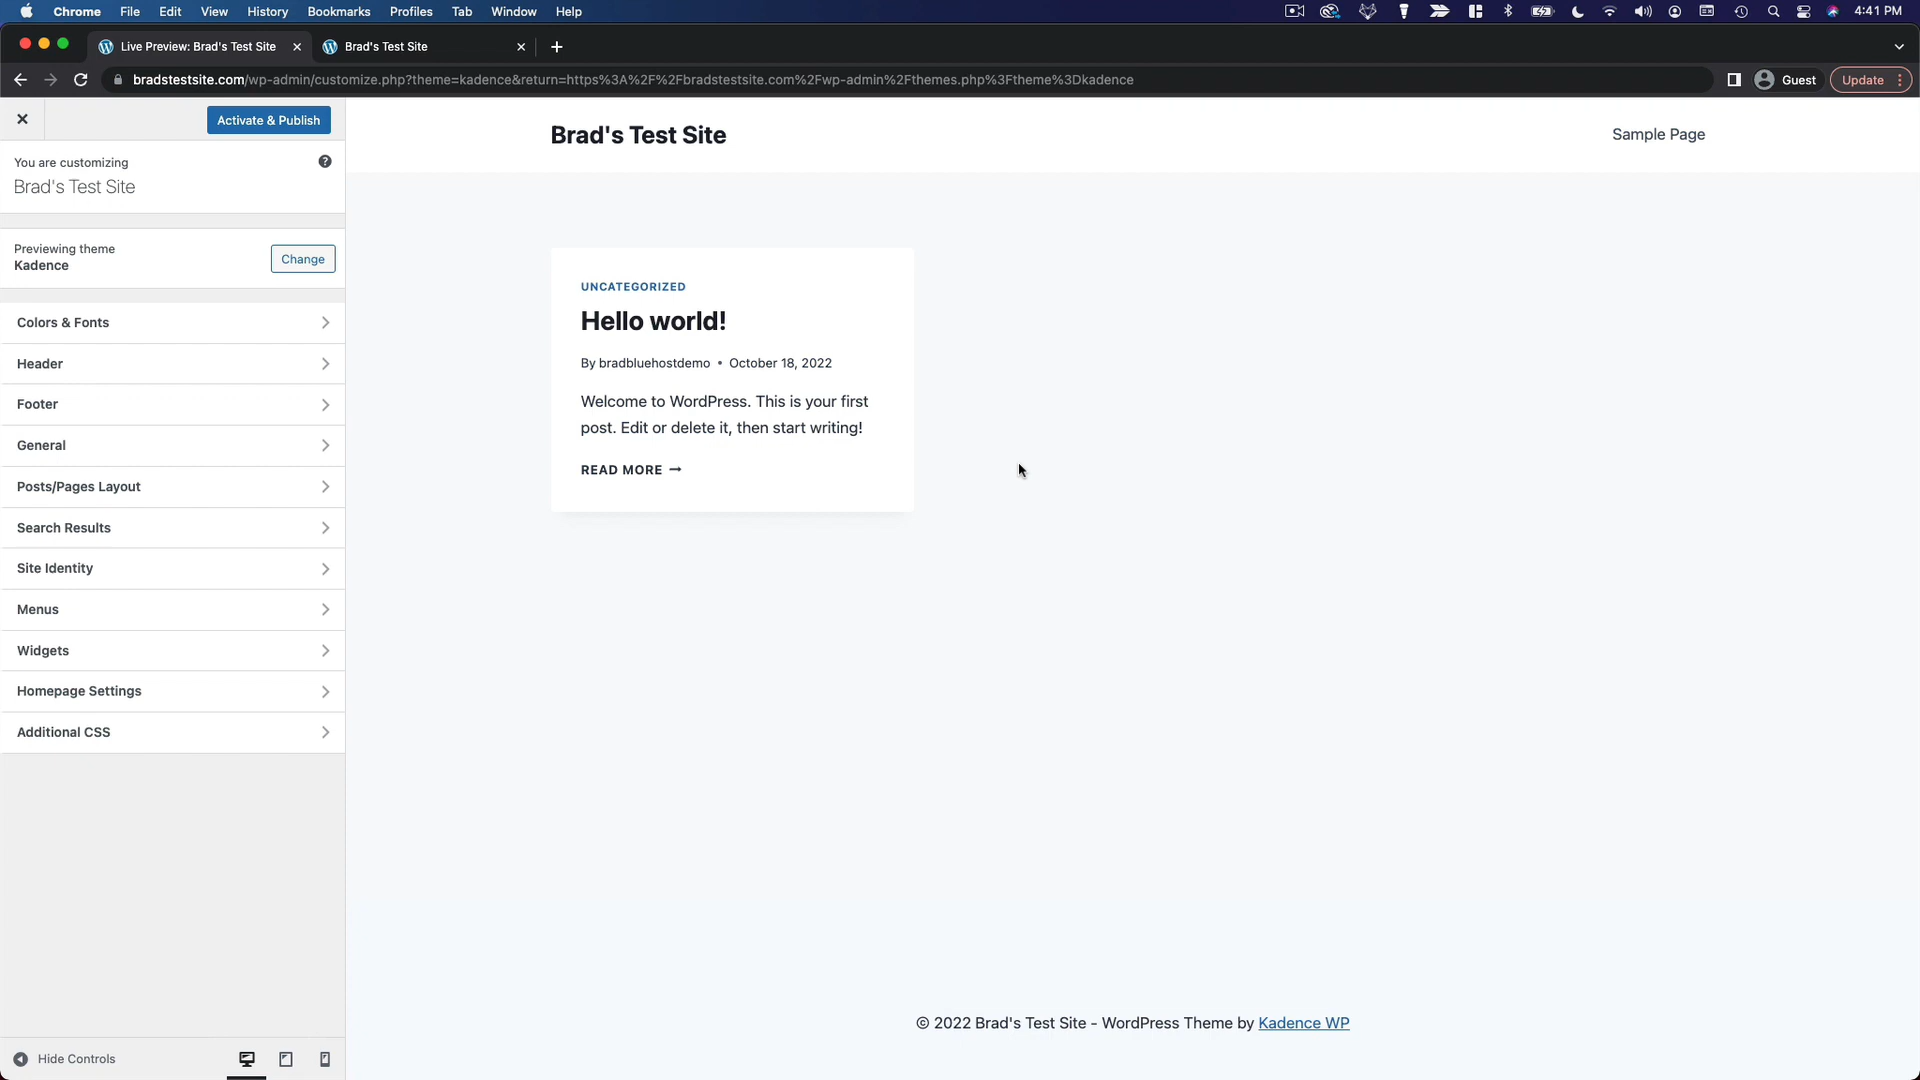 Chrome File Edit View History Bookmarks Profiles Tab Window Help 4:41 PM
Live Preview: Brad's Test Site Brad's Test Site
bradstestsite.com/wp-admin/customize.php?theme=kadence&return=https%3A%2F%2Fbradstestsite.com%2Fwp-admin%2Fthemes.php%3Ftheme%3Dkadence Guest Update
Activate & Publish
You are customizing
Brad's Test Site
Previewing theme
Kadence
Change
Colors & Fonts
Header
Footer
General
Posts/Pages Layout
Search Results
Site Identity
Menus
Widgets
Homepage Settings
Additional CSS
Hide Controls
Brad's Test Site
Sample Page
UNCATEGORIZED
Hello world!
By bradbluehostdemo • October 18, 2022
Welcome to WordPress. This is your first
post. Edit or delete it, then start writing!
READ MORE →
© 2022 Brad's Test Site - WordPress Theme by Kadence WP